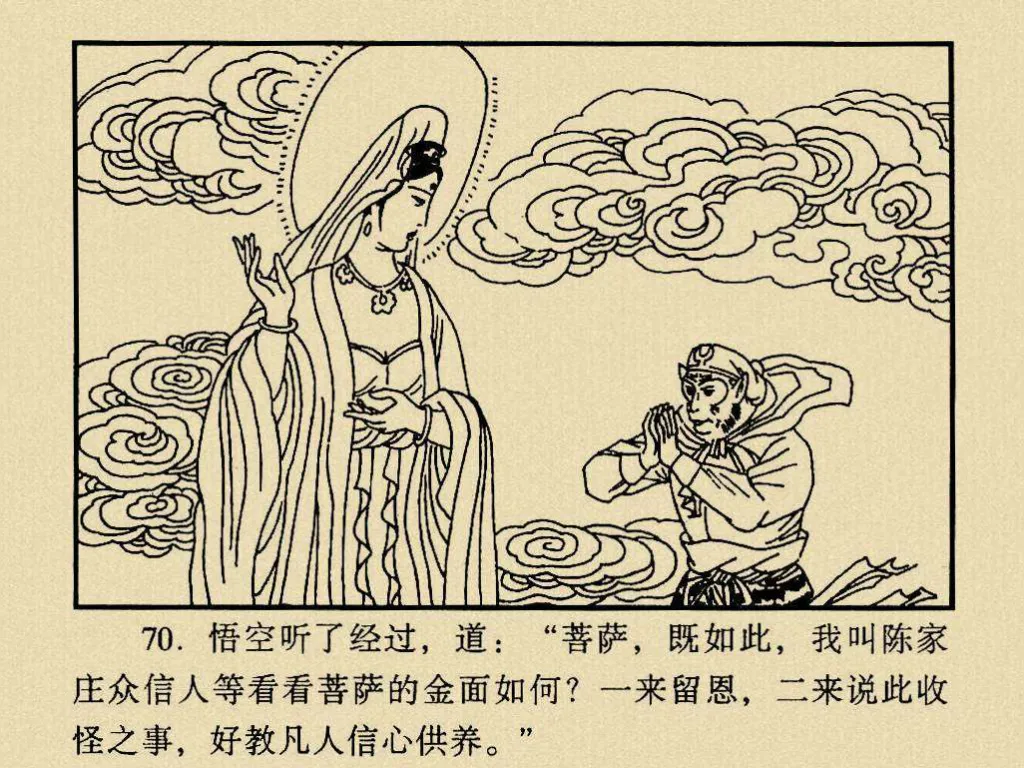 70. 悟空听了经过，道：“菩萨，既如此，我叫陈家
庄众信人等看看菩萨的金面如何？一来留恩，二来说此收
怪之事，好教凡人信心供养。”